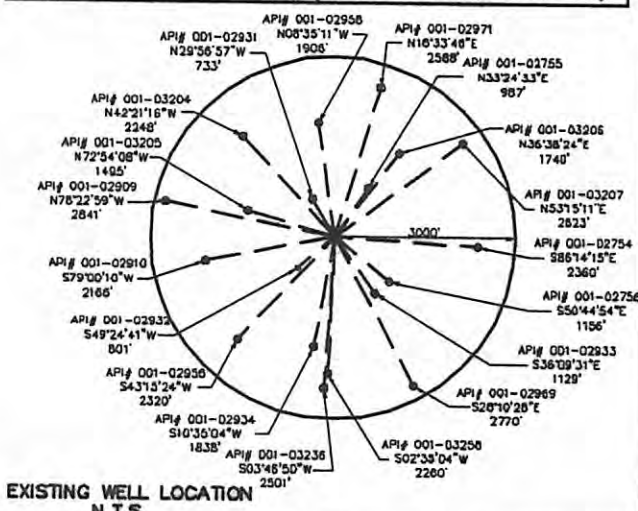 API# 001-02958
N08°35'11"W
1906'
API# 001-02931
N29°56'57"W
733'
API# 001-02971
N16°33'46"E
2588'
API# 001-02755
N33°24'33"E
987'
API# 001-03204
N42°21'16"W
2248'
API# 001-03206
N36°38'24"E
1740'
API# 001-03205
N72°54'08"W
1495'
API# 001-03207
N53°15'11"E
2623'
API# 001-02909
N78°22'59"W
2841'
3000'
API# 001-02754
S86°14'15"E
2360'
API# 001-02910
S79°00'10"W
2166'
API# 001-02756
S50°44'54"E
1156'
API# 001-02932
S49°24'41"W
801'
API# 001-02933
S36°09'31"E
1129'
API# 001-02956
S43°15'24"W
2320'
API# 001-02969
S28°10'26"E
2770'
API# 001-02934
S10°35'04"W
1838'
API# 001-03236
S03°46'50"W
2501'
API# 001-03258
S02°38'04"W
2260'
EXISTING WELL LOCATION
N.T.S.